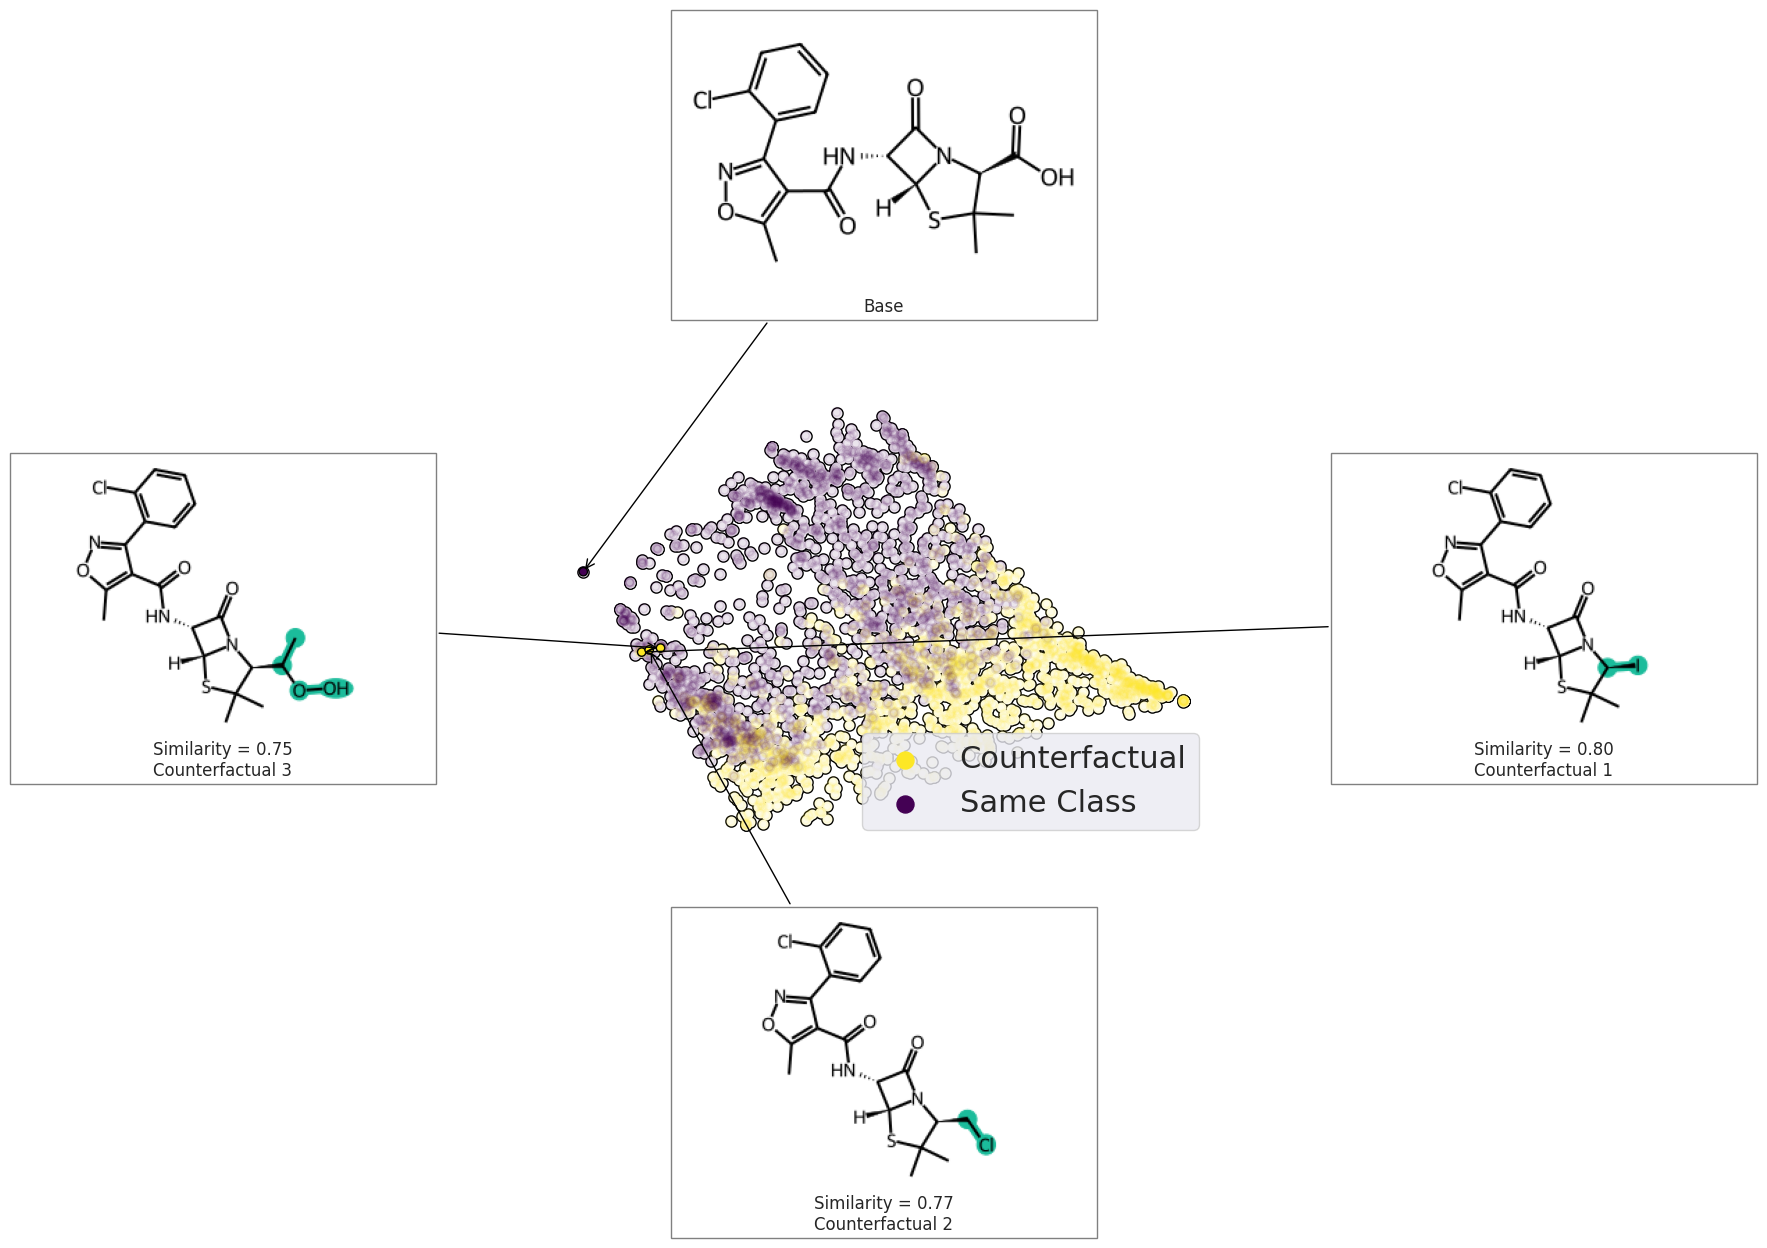 Cl
O
O
N
HN
N
OH
O
H
S
O
Base
Cl
N
O
O
O
HN
N
H
O
OH
S
Similarity = 0.75
Counterfactual 3
Cl
N
O
O
O
HN
N
H
I
S
Similarity = 0.80
Counterfactual 1
Counterfactual
Same Class
Cl
N
O
O
O
HN
N
H
S
Cl
Similarity = 0.77
Counterfactual 2